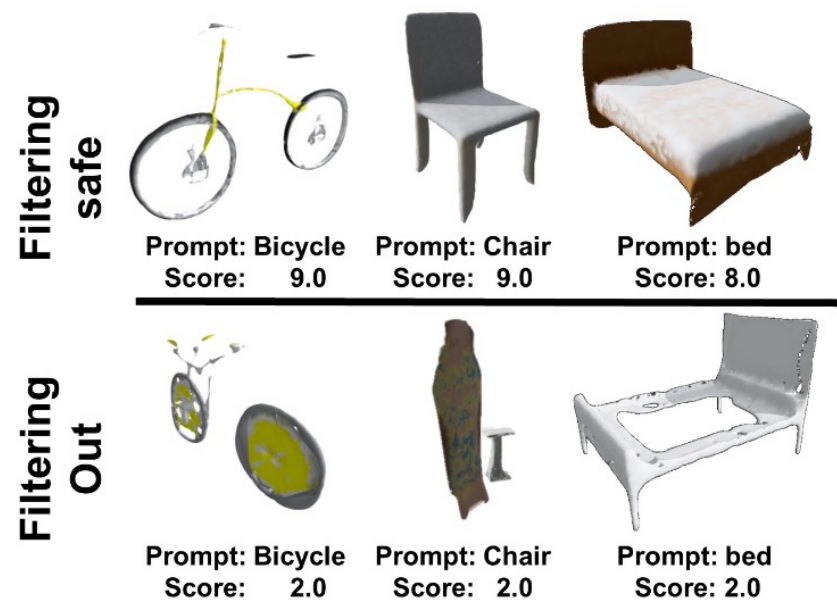 Filtering
safe
Prompt: Bicycle
Score: 9.0
Prompt: Chair
Score: 9.0
Prompt: bed
Score: 8.0
Filtering
Out
Prompt: Bicycle
Score: 2.0
Prompt: Chair
Score: 2.0
Prompt: bed
Score: 2.0